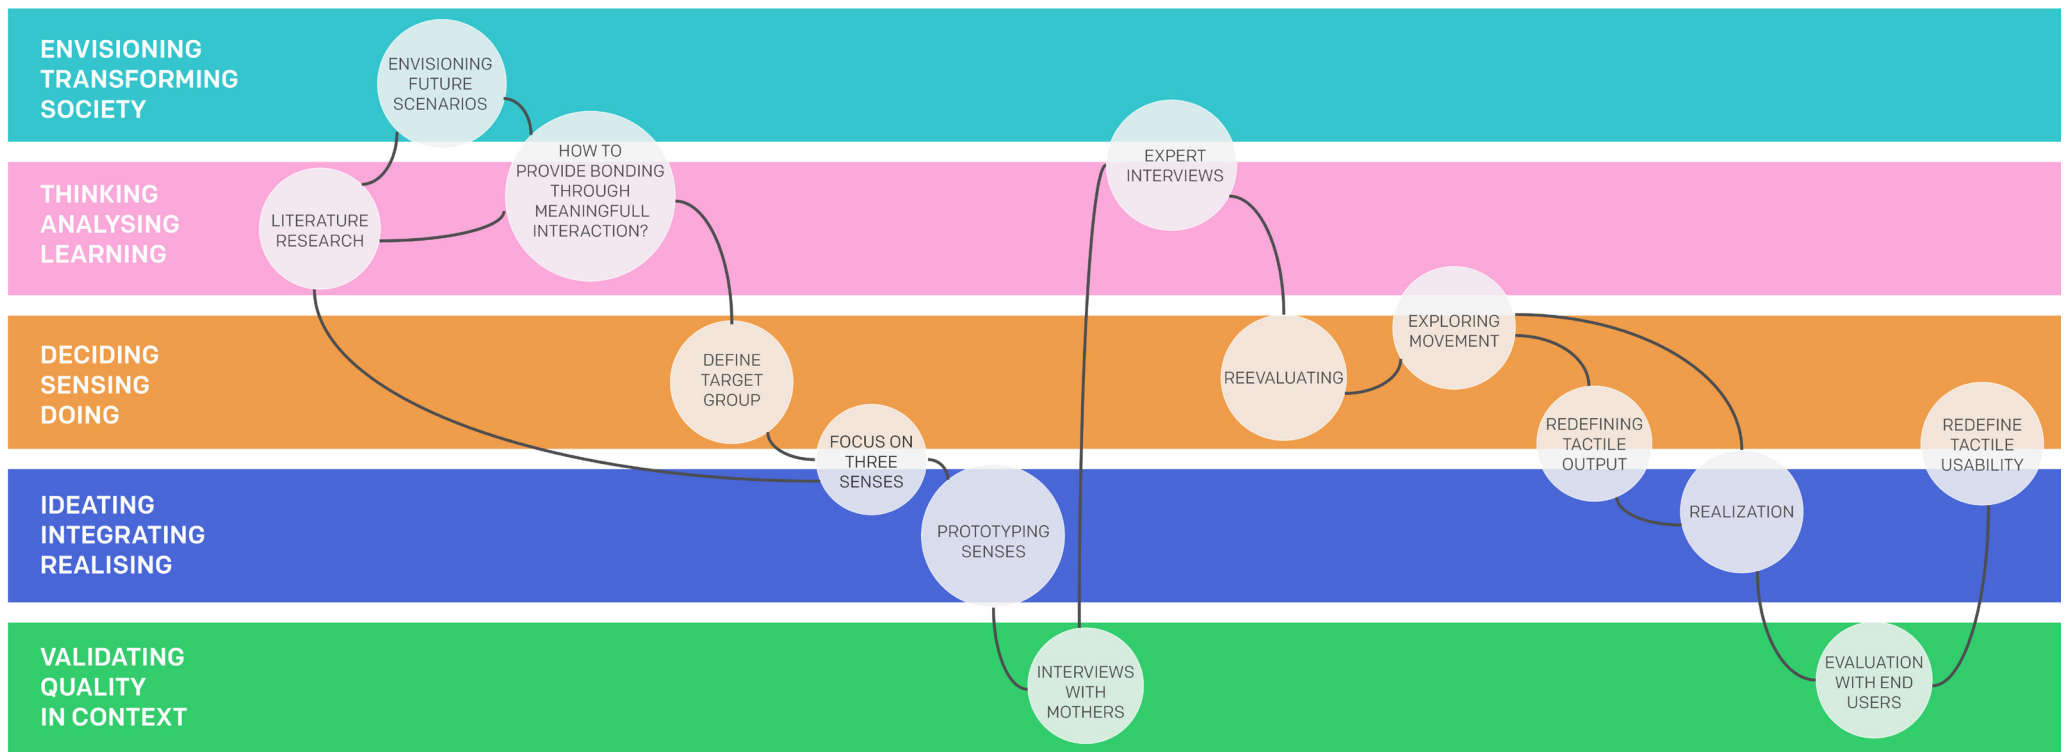 ENVISIONING
TRANSFORMING
SOCIETY
ENVISIONING
FUTURE
SCENARIOS
THINKING
ANALYSING
LEARNING
LITERATURE
RESEARCH
HOW TO
PROVIDE BONDING
THROUGH
MEANINGFULL
INTERACTION?
EXPERT
INTERVIEWS
DECIDING
SENSING
DOING
DEFINE
TARGET
GROUP
FOCUS ON
THREE
SENSES
REEVALUATING
EXPLORING
MOVEMENT
REDEFINING
TACTILE
OUTPUT
REDEFINE
TACTILE
USABILITY
IDEATING
INTEGRATING
REALISING
PROTOTYPING
SENSES
REALIZATION
VALIDATING
QUALITY
IN CONTEXT
INTERVIEWS
WITH
MOTHERS
EVALUATION
WITH END
USERS